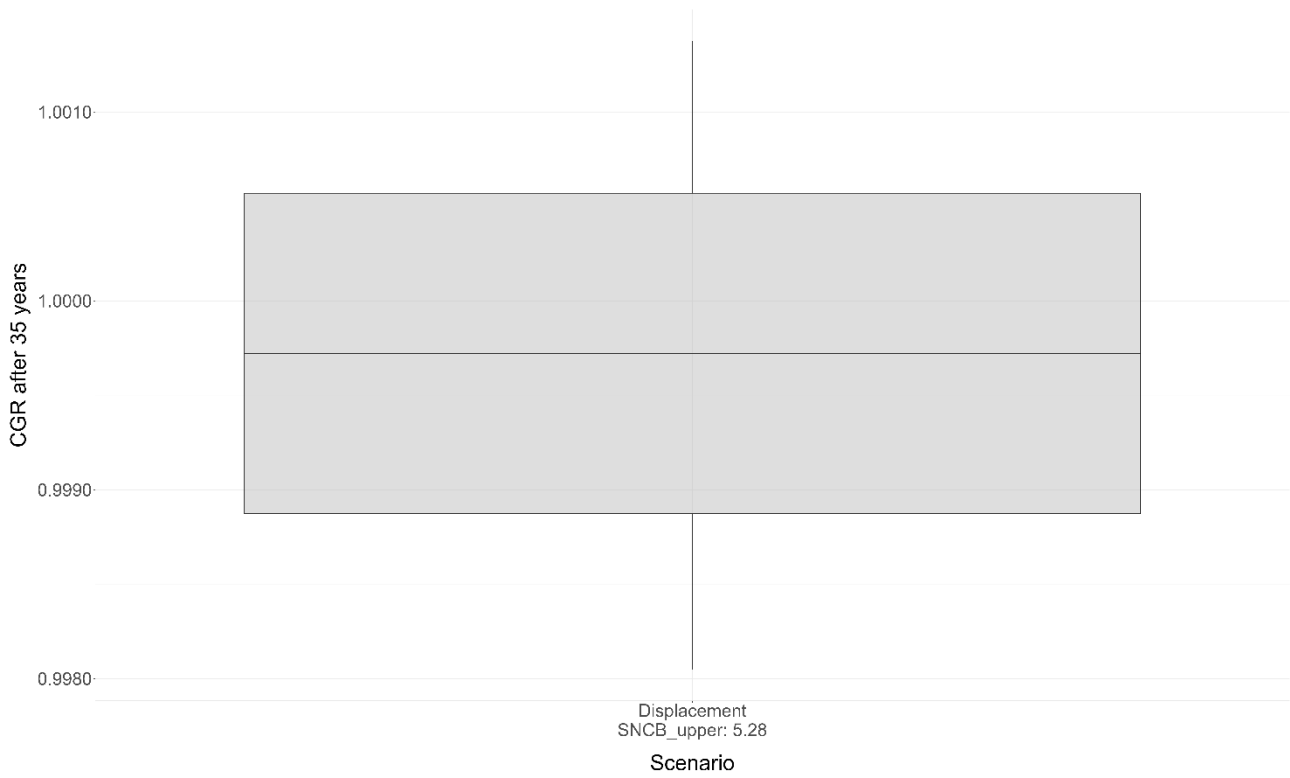 CGR after 35 years
1.0010
1.0000
0.9990
0.9980
Displacement
SNCB_upper: 5.28
Scenario